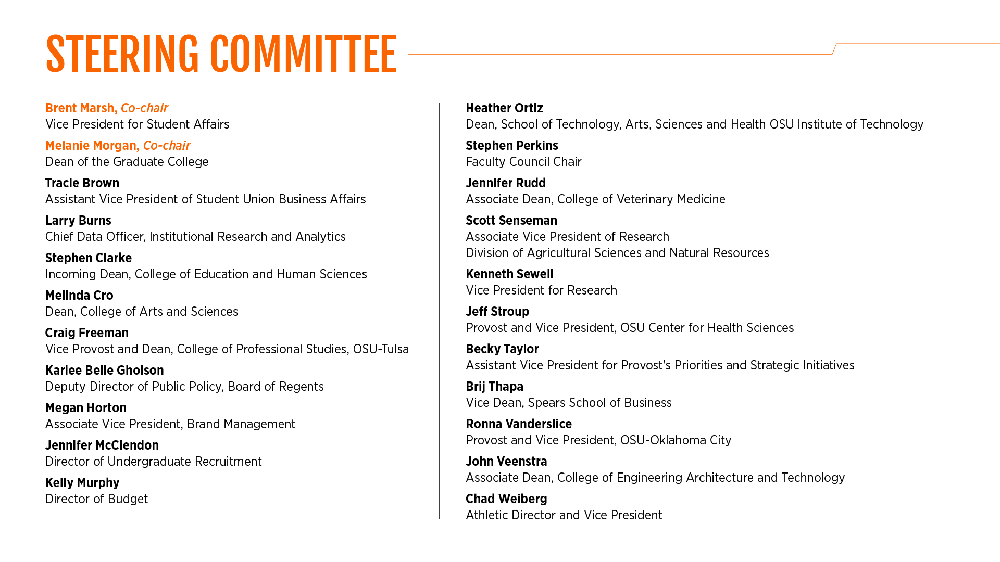 STEERING COMMITTEE
Brent Marsh, Co-chair
Vice President for Student Affairs
Melanie Morgan, Co-chair
Dean of the Graduate College
Tracie Brown
Assistant Vice President of Student Union Business Affairs
Larry Burns
Chief Data Officer, Institutional Research and Analytics
Stephen Clarke
Incoming Dean, College of Education and Human Sciences
Melinda Cro
Dean, College of Arts and Sciences
Craig Freeman
Vice Provost and Dean, College of Professional Studies, OSU-Tulsa
Karlee Belle Gholson
Deputy Director of Public Policy, Board of Regents
Megan Horton
Associate Vice President, Brand Management
Jennifer McClendon
Director of Undergraduate Recruitment
Kelly Murphy
Director of Budget
Heather Ortiz
Dean, School of Technology, Arts, Sciences and Health OSU Institute of Technology
Stephen Perkins
Faculty Council Chair
Jennifer Rudd
Associate Dean, College of Veterinary Medicine
Scott Senseman
Associate Vice President of Research
Division of Agricultural Sciences and Natural Resources
Kenneth Sewell
Vice President for Research
Jeff Stroup
Provost and Vice President, OSU Center for Health Sciences
Becky Taylor
Assistant Vice President for Provost's Priorities and Strategic Initiatives
Brij Thapa
Vice Dean, Spears School of Business
Ronna Vanderslice
Provost and Vice President, OSU-Oklahoma City
John Veenstra
Associate Dean, College of Engineering Architecture and Technology
Chad Weiberg
Athletic Director and Vice President